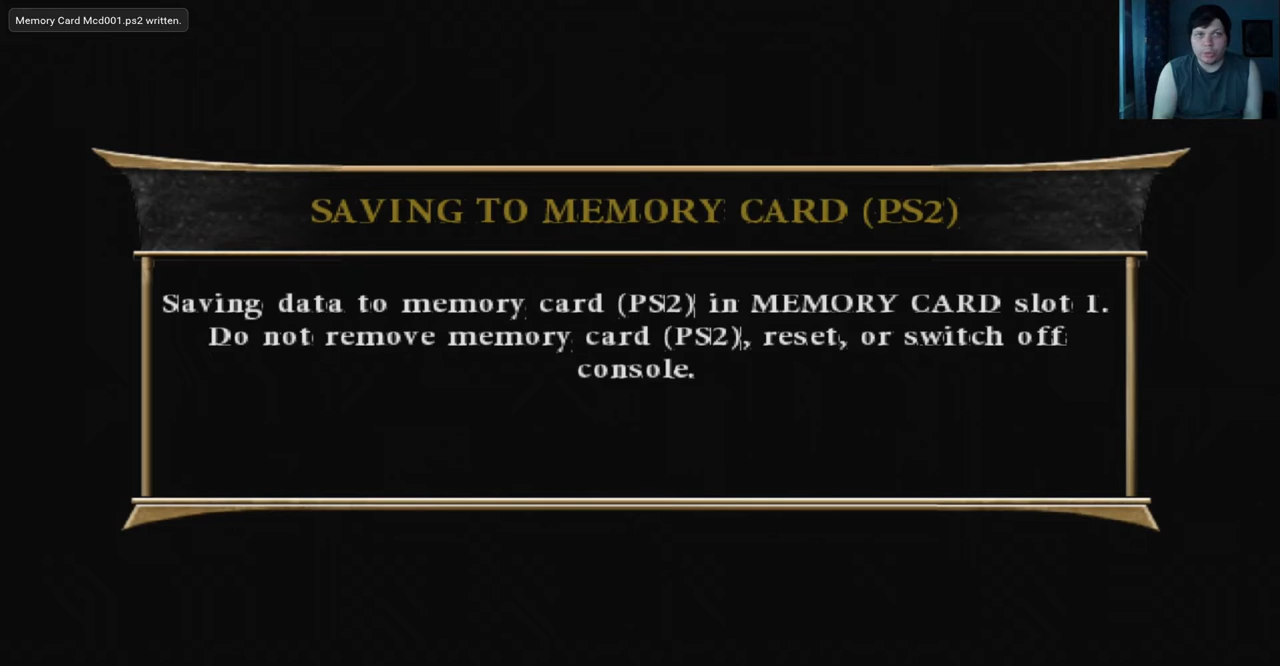 Memory Card Mcd001.ps2 written.
SAVING TO MEMORY CARD (PS2)
Saving data to memory card (PS2) in MEMORY CARD slot 1.
Do not remove memory card (PS2), reset, or switch off
console.